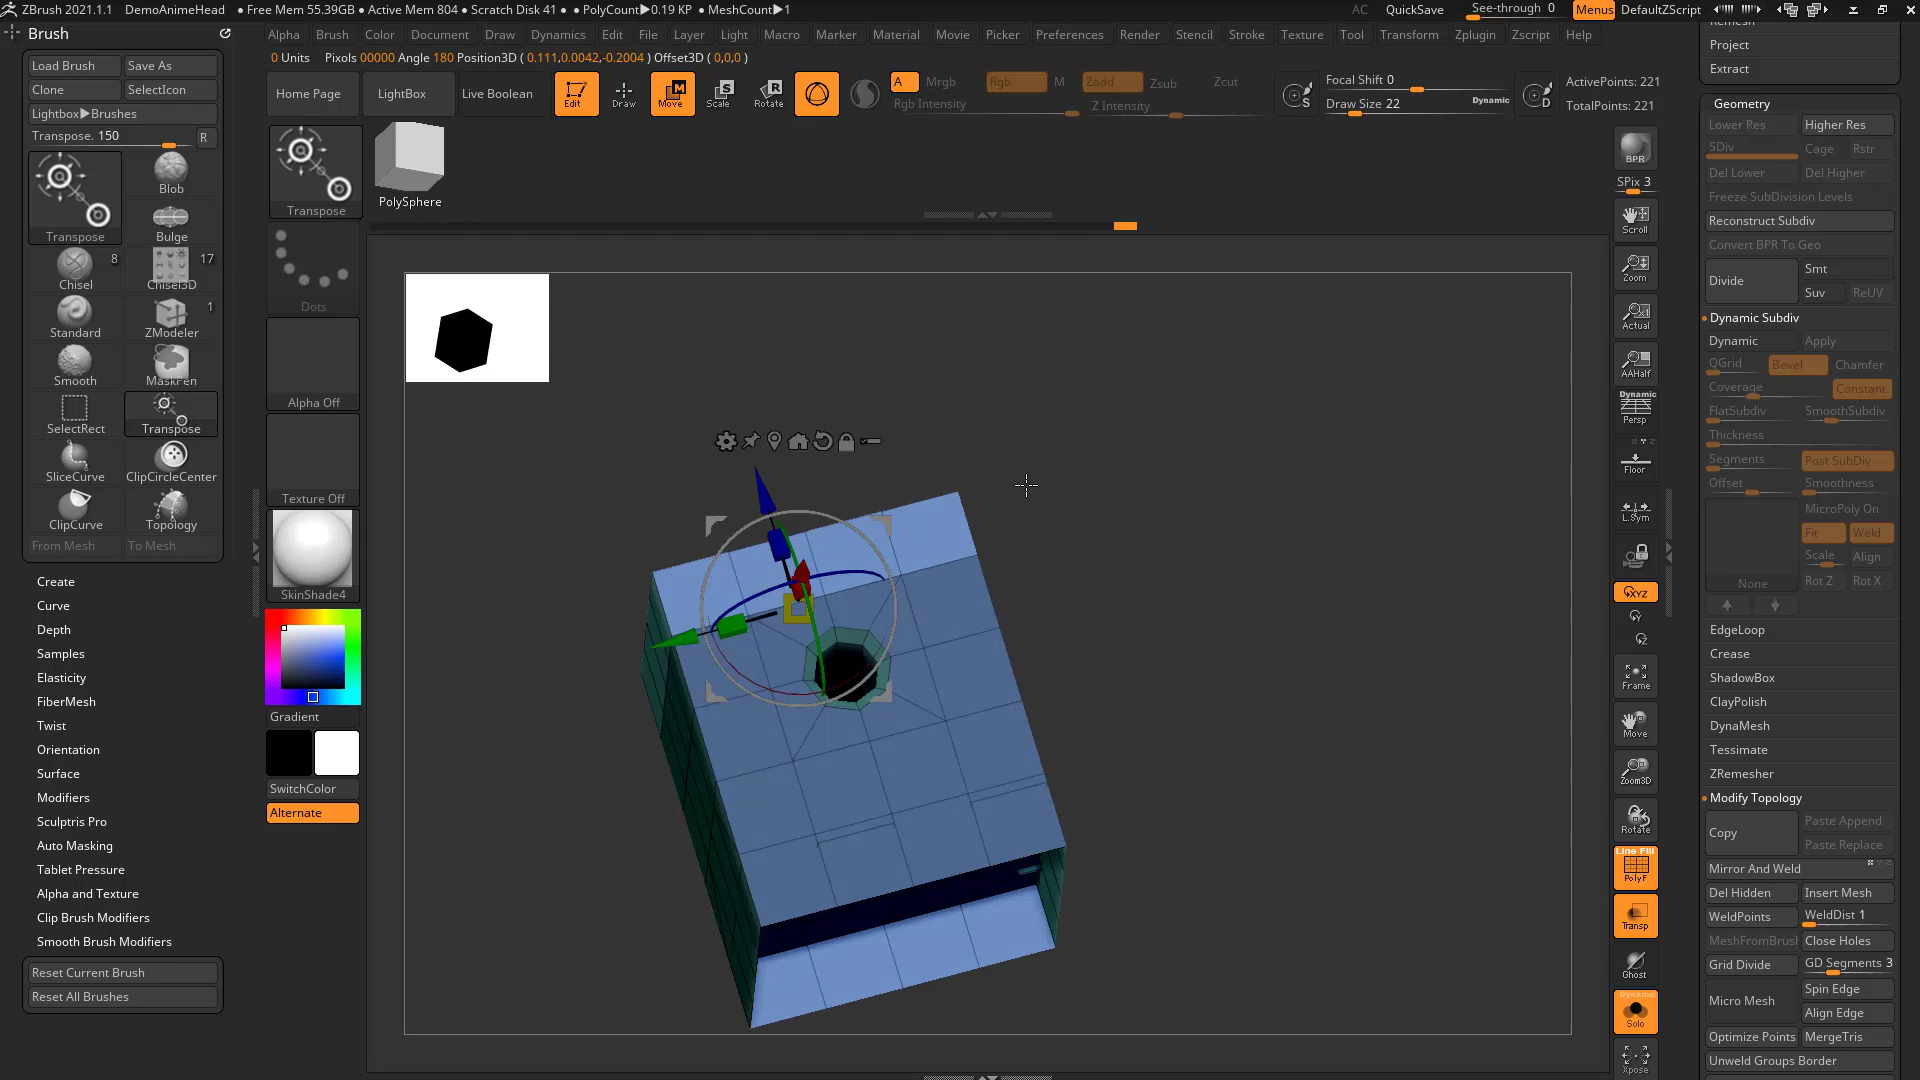 ZBrush 2021.1.1 DemoAnimeHead • Free Mem 55.39GB • Active Mem 804 • Scratch Disk 41 • • PolyCount▶0.19 KP • MeshCount▶1 AC QuickSave See-through 0 Menus DefaultZScript
Alpha Brush Color Document Draw Dynamics Edit File Layer Light Macro Marker Material Movie Picker Preferences Render Stencil Stroke Texture Tool Transform Zplugin Zscript Help
0 Units Pixols 00000 Angle 180 Position3D ( 0.111,0.0042,-0.2004 ) Offset3D ( 0,0,0 )
Home Page LightBox Live Boolean Edit Draw Move Scale Rotate A Mrgb Rgb M Zadd Zsub Zcut
Rgb Intensity Z Intensity
Focal Shift 0
Draw Size 22 Dynamic
ActivePoints: 221
TotalPoints: 221
Brush
Load Brush Save As
Clone SelectIcon
Lightbox▶Brushes
Transpose. 150 R
Transpose Blob
Bulge
Chisel 8 Chisel3D 17
Standard ZModeler 1
Smooth MaskPen
SelectRect Transpose
SliceCurve ClipCircleCenter
ClipCurve Topology
From Mesh To Mesh
Create
Curve
Depth
Samples
Elasticity
FiberMesh
Twist
Orientation
Surface
Modifiers
Sculptris Pro
Auto Masking
Tablet Pressure
Alpha and Texture
Clip Brush Modifiers
Smooth Brush Modifiers
Reset Current Brush
Reset All Brushes
Transpose
Dots
Alpha Off
Texture Off
SkinShade4
Gradient
SwitchColor
Alternate
PolySphere
BPR
SPix 3
Scroll
Zoom
Actual
AAHalf
Dynamic
Persp
Floor
L.Sym
XYZ
Frame
Move
Zoom3D
Rotate
Line Fill
PolyF
Transp
Ghost
Dynamic
Solo
Xpose
Remesh
Project
Extract
Geometry
Lower Res Higher Res
SDiv Cage Rstr
Del Lower Del Higher
Freeze SubDivision Levels
Reconstruct Subdiv
Convert BPR To Geo
Divide Smt
Suv ReUV
Dynamic Subdiv
Dynamic Apply
QGrid Bevel Chamfer
Coverage Constant
FlatSubdiv SmoothSubdiv
Thickness
Segments Post SubDiv
Offset Smoothness
MicroPoly On
Fit Weld
Scale Align
None Rot Z Rot X
EdgeLoop
Crease
ShadowBox
ClayPolish
DynaMesh
Tessimate
ZRemesher
Modify Topology
Copy Paste Append
Paste Replace
Mirror And Weld
Del Hidden Insert Mesh
WeldPoints WeldDist 1
MeshFromBrus Close Holes
Grid Divide GD Segments 3
Micro Mesh Spin Edge
Align Edge
Optimize Points MergeTris
Unweld Groups Border